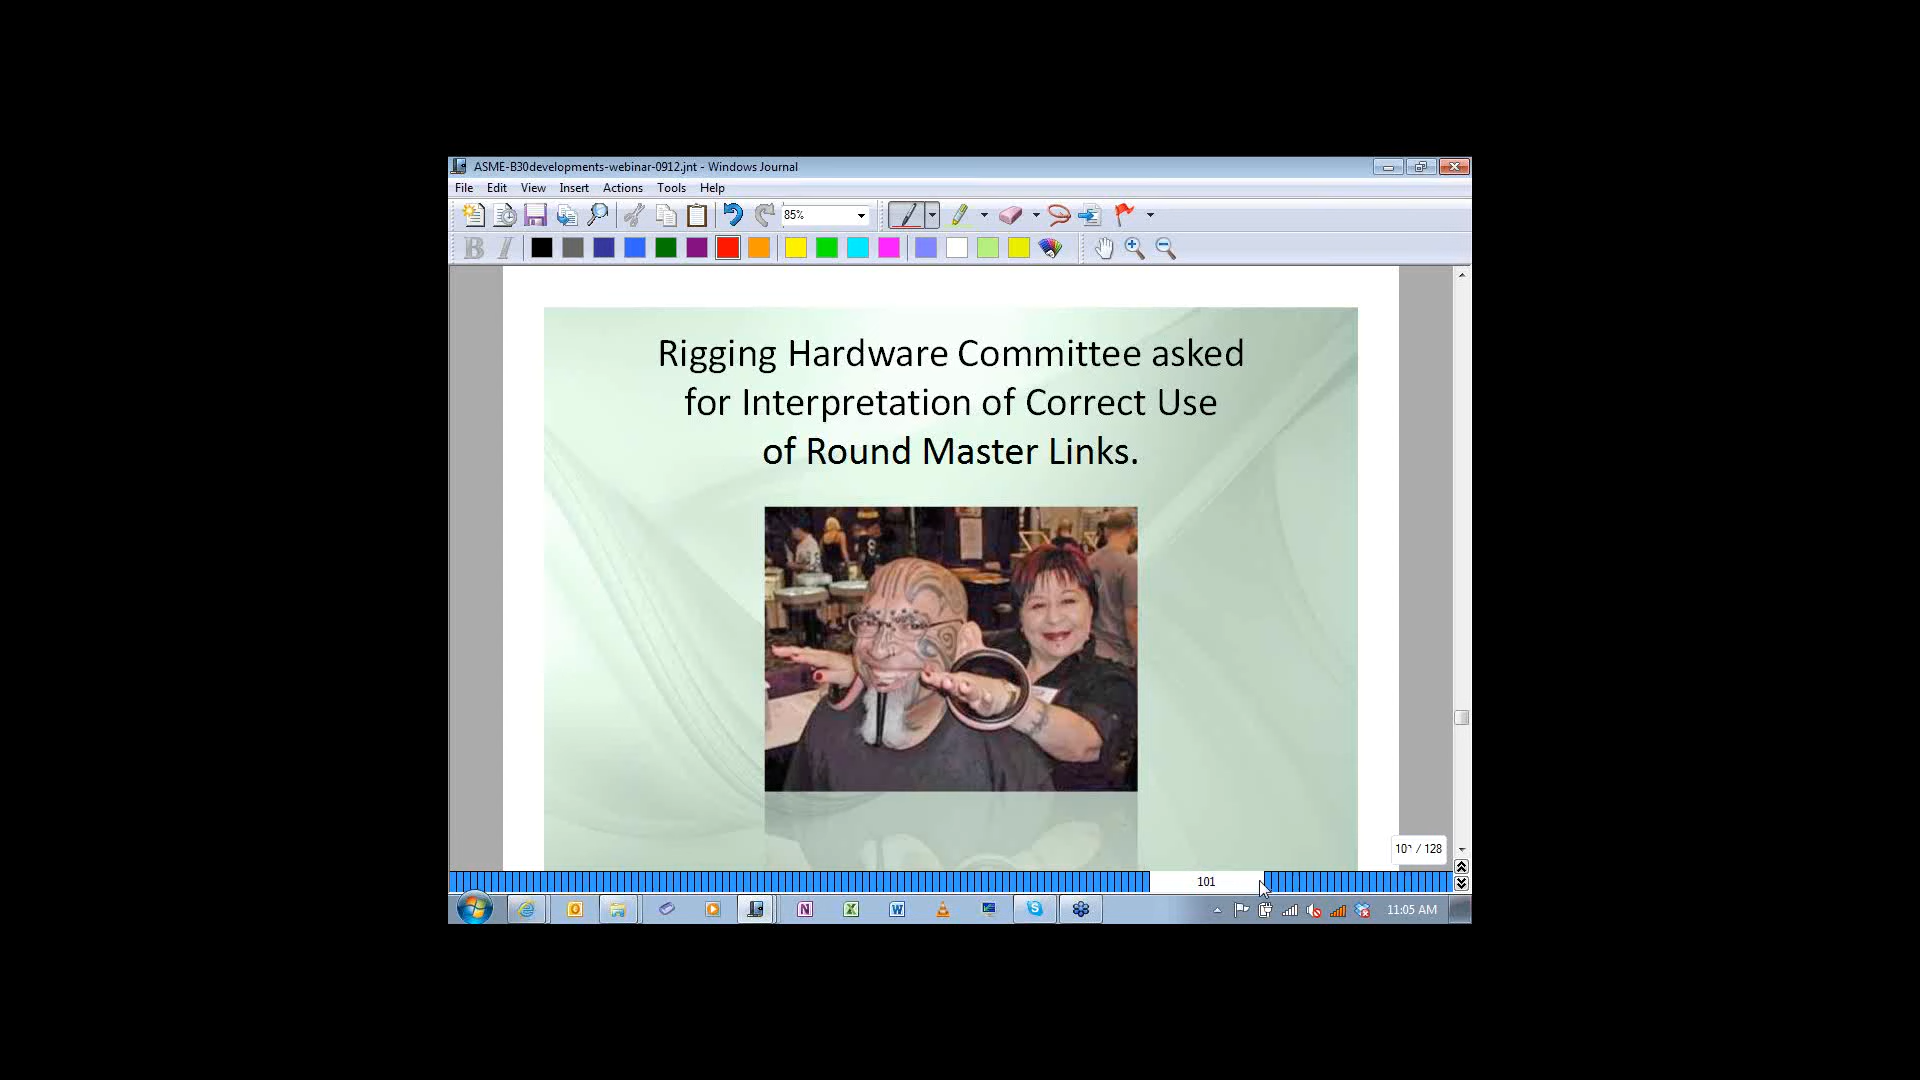 ASME-B30developments-webinar-0912.jnt - Windows Journal
File Edit View Insert Actions Tools Help
85%
B I
Rigging Hardware Committee asked
for Interpretation of Correct Use
of Round Master Links.
101 / 128
101
11:05 AM